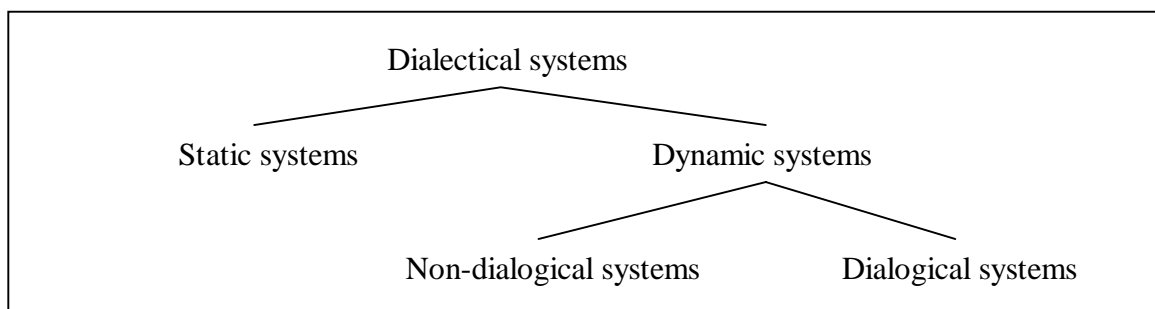 Dialectical systems
Static systems Dynamic systems
Non-dialogical systems Dialogical systems